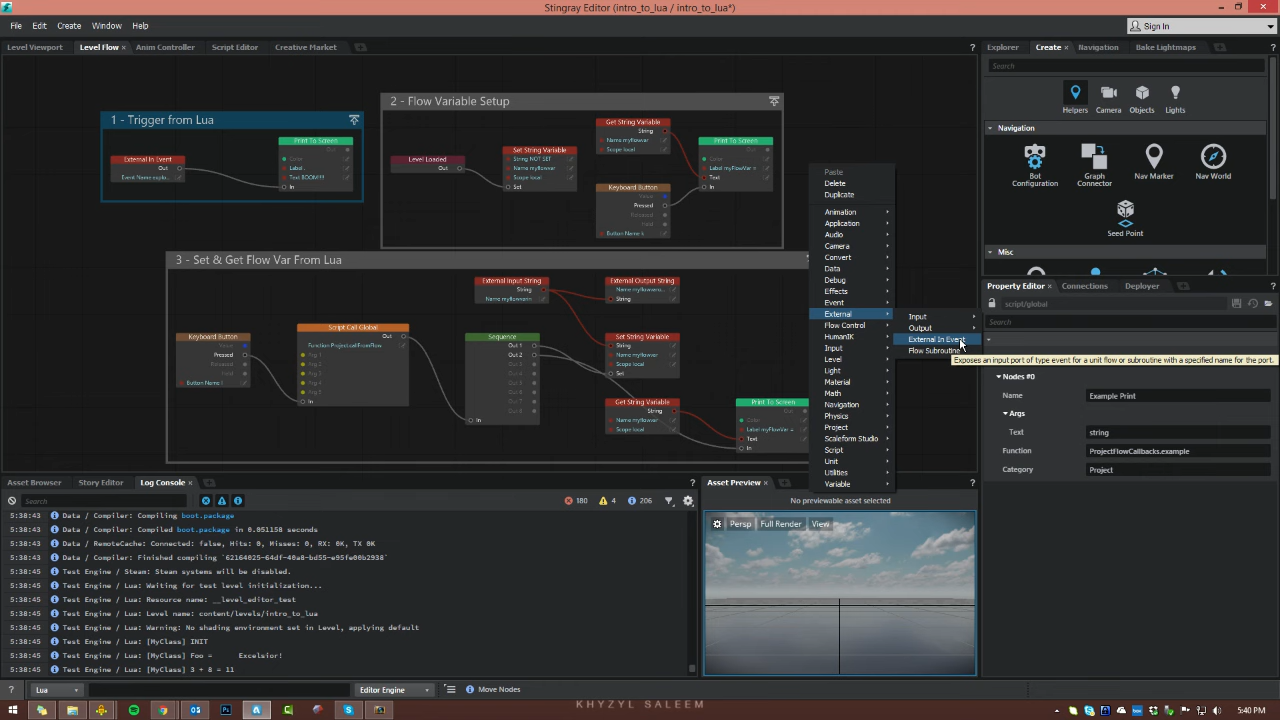 Stingray Editor (intro_to_lua / intro_to_lua*)
File Edit Create Window Help
Sign In
Level Viewport Level Flow × Anim Controller Script Editor Creative Market
?
Explorer Create × Navigation Bake Lightmaps
?
Search
Helpers Camera Objects Lights
Navigation
Bot Configuration
Graph Connector
Nav Marker
Nav World
Seed Point
Misc
1 - Trigger from Lua
External In Event
Out
Print To Screen
Out
Color
Label .
Text BOOM!!!!
In
2 - Flow Variable Setup
Level Loaded
Out
Set String Variable
String NOT SET
Name myflowvar
Scope local
Set
Get String Variable
String
Name myflowvar
Scope local
Keyboard Button
Value
Pressed
Released
Held
Button Name k
Print To Screen
Out
Color
Label myFlowVar =
Text
In
3 - Set & Get Flow Var From Lua
Keyboard Button
Value
Pressed
Released
Held
Button Name l
Script Call Global
Out
Function Project.callFromFlow
Arg 1
Arg 2
Arg 3
Arg 4
Arg 5
In
Sequence
Out 1
Out 2
Out 3
Out 4
Out 5
Out 6
Out 7
Out 8
In
External Input String
String
External Output String
String
Set String Variable
String
Name myflowvar
Scope local
Set
Get String Variable
String
Name myflowvar
Scope local
Print To Screen
Out
Color
Label myFlowVar =
Text
In
Paste
Delete
Duplicate
Animation
Application
Audio
Camera
Convert
Data
Debug
Effects
Event
External
Flow Control
HumanIK
Input
Level
Light
Material
Math
Navigation
Physics
Project
Scaleform Studio
Script
Unit
Utilities
Variable
Input
Output
External In Event
Flow Subroutine
Exposes an input port of type event for a unit flow or subroutine with a specified name for the port.
Property Editor × Connections Deployer
?
script/global
Search
Nodes #0
Name Example Print
Args
Text string
Function ProjectFlowCallbacks.example
Category Project
Asset Browser Story Editor Log Console ×
?
Search
180 4 206
5:38:43 Data / Compiler: Compiling boot.package
5:38:43 Data / Compiler: Compiled boot.package in 0.051158 seconds
5:38:43 Data / RemoteCache: Connected: false, Hits: 0, Misses: 0, RX: 0K, TX 0K
5:38:43 Data / Compiler: Finished compiling `62164025-64df-40a8-bd55-e95fe00b2938`
5:38:45 Test Engine / Steam: Steam systems will be disabled.
5:38:45 Test Engine / Lua: Waiting for test level initialization...
5:38:45 Test Engine / Lua: Resource name: __level_editor_test
5:38:45 Test Engine / Lua: Level name: content/levels/intro_to_lua
5:38:45 Test Engine / Lua: Warning: No shading environment set in Level, applying default
5:38:45 Test Engine / Lua: [MyClass] INIT
5:38:45 Test Engine / Lua: [MyClass] Foo = Excelsior!
5:38:45 Test Engine / Lua: [MyClass] 3 + 8 = 11
Asset Preview ×
?
No previewable asset selected
Persp Full Render View
? Lua Editor Engine Move Nodes
KHYZYL SALEEM
5:40 PM